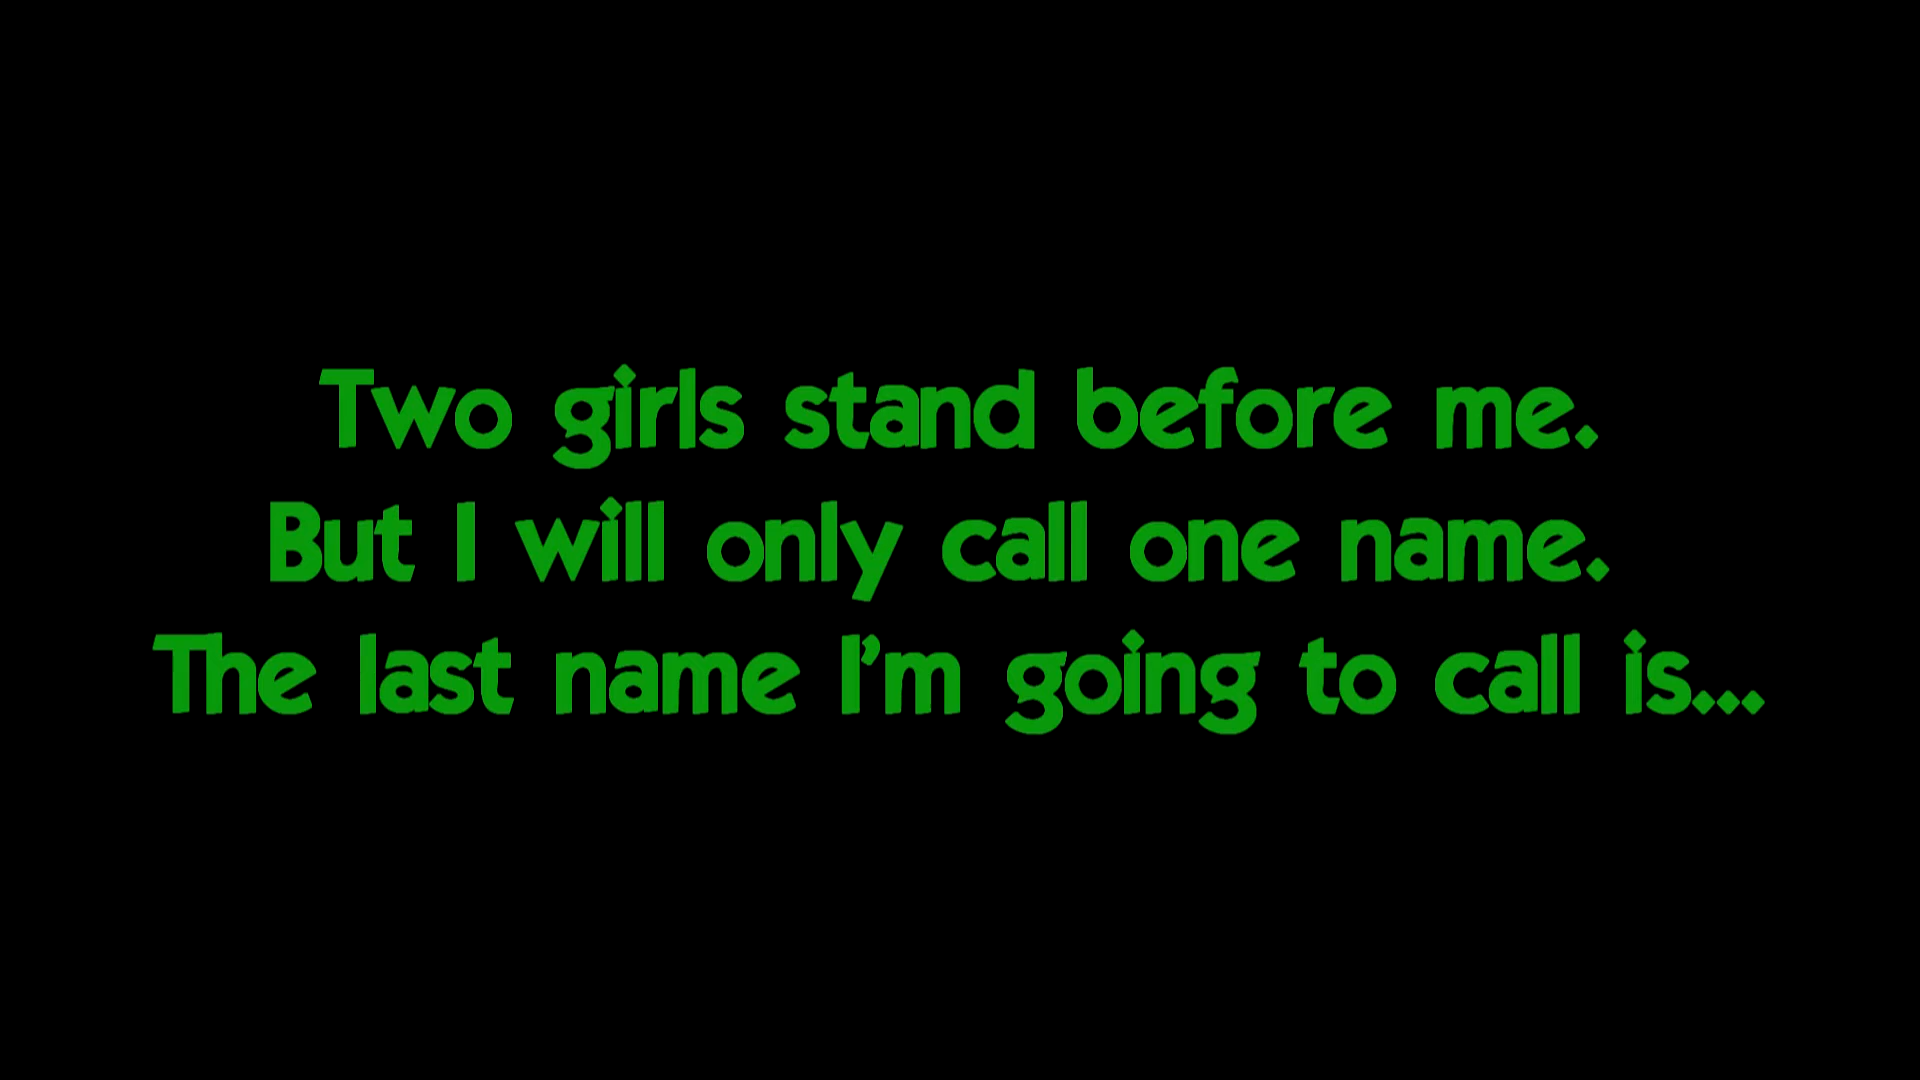 Two girls stand before me.
But I will only call one name.
The last name I'm going to call is...